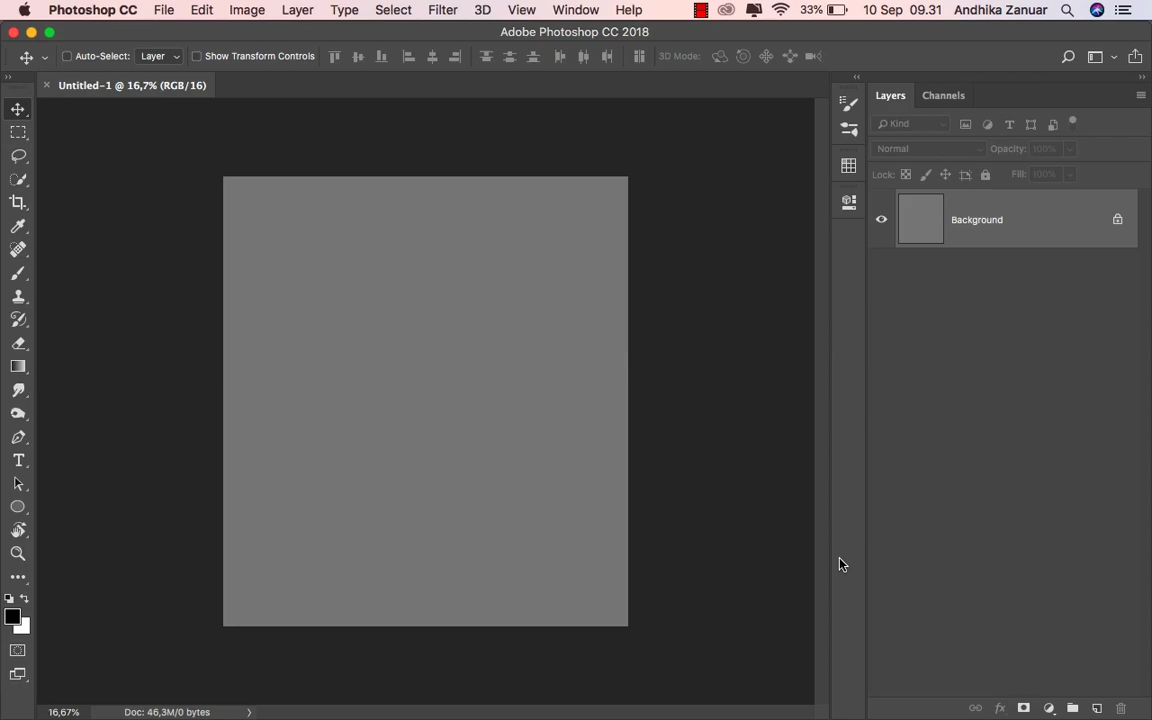 Photoshop CC File Edit Image Layer Type Select Filter 3D View Window Help 33% 10 Sep 09.31 Andhika Zanuar
Adobe Photoshop CC 2018
Auto-Select: Layer Show Transform Controls 3D Mode:
Untitled-1 @ 16,7% (RGB/16)
Layers Channels
Kind
Normal Opacity: 100%
Lock: Fill: 100%
Background
T
fx
16,67% Doc: 46,3M/0 bytes